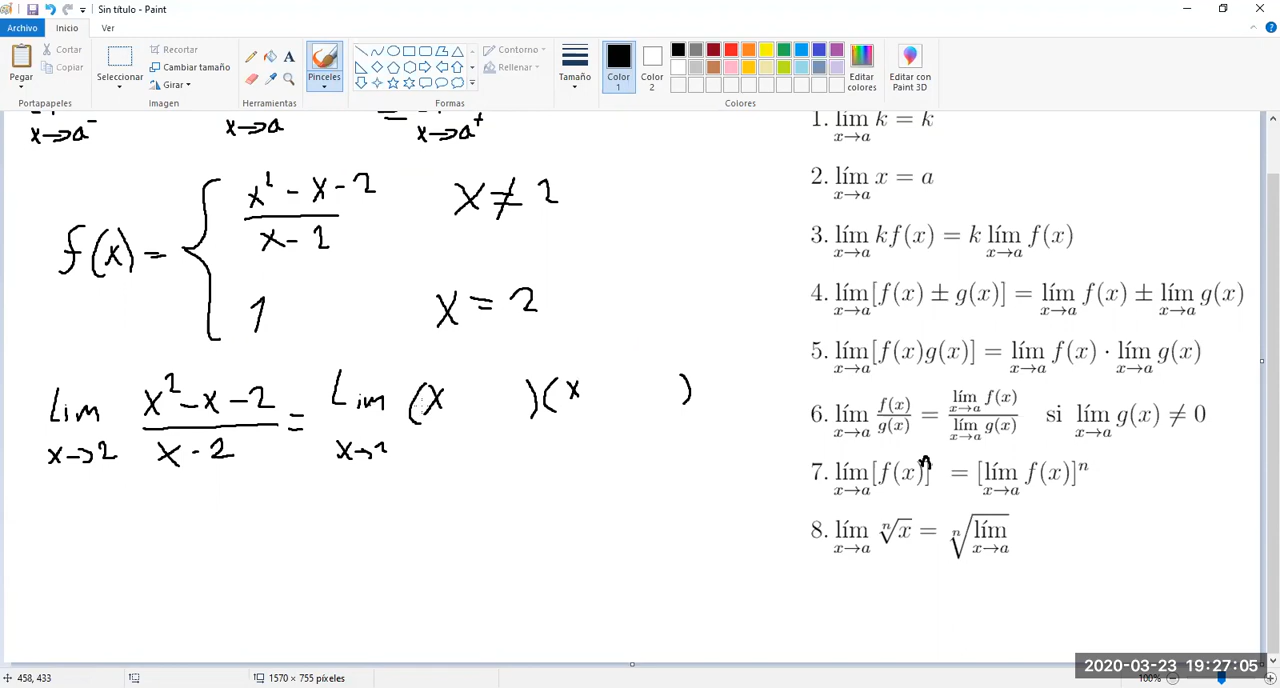 Sin título - Paint
Archivo Inicio Ver
Pegar
Cortar
Copiar
Portapapeles
Seleccionar
Recortar
Cambiar tamaño
Girar
Imagen
A
Herramientas
Pinceles
Contorno
Rellenar
Formas
Tamaño
Color 1
Color 2
Editar colores
Editar con Paint 3D
Colores
x→a⁻ x→a = x→a⁺
f(x) = { (x² - x - 2)/(x - 2) x ≠ 2
1 x = 2
Lim x→2 (x² - x - 2)/(x - 2) = Lim x→2 (x )(x )
1. lím x→a k = k
2. lím x→a x = a
3. lím x→a kf(x) = k lím x→a f(x)
4. lím x→a [f(x) ± g(x)] = lím x→a f(x) ± lím x→a g(x)
5. lím x→a [f(x)g(x)] = lím x→a f(x) · lím x→a g(x)
6. lím x→a f(x)/g(x) = lím x→a f(x) / lím x→a g(x) si lím x→a g(x) ≠ 0
7. lím x→a [f(x)]ⁿ = [lím x→a f(x)]ⁿ
8. lím x→a ⁿ√x = ⁿ√lím x→a
458, 433
1570 × 755 píxeles
100%
2020-03-23 19:27:05